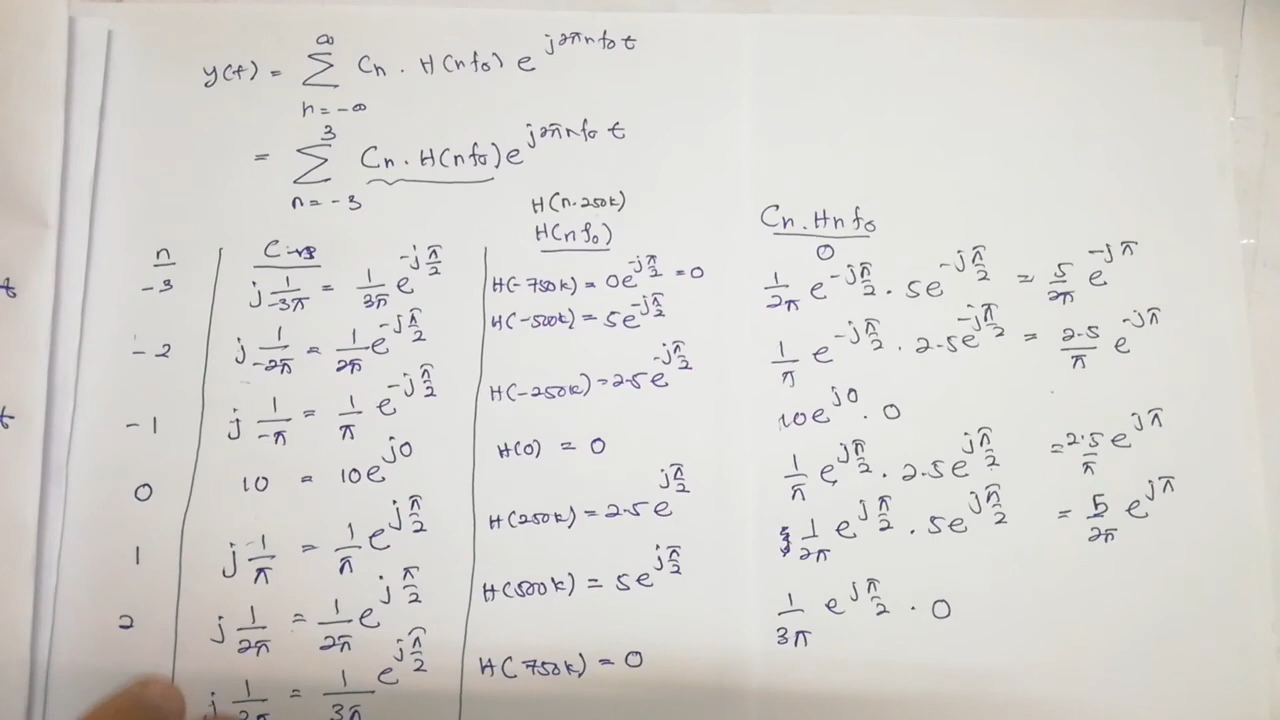 y(t) = ∞ ∑ n=-∞ Cn · H(nf₀) e^{j2πnf₀t}
= 3 ∑ n=-3 Cn · H(nf₀) e^{j2πnf₀t}
H(n·250k)
n H(nf₀) Cn·Hnf₀
-3 j 1/-3π = 1/3π e^{-jπ/2} H(-750k) = 0e^{-jπ/2} = 0 0
-2 j 1/-2π = 1/2π e^{-jπ/2} H(-500k) = 5e^{-jπ/2} 1/2π e^{-jπ/2} · 5e^{-jπ/2} = 5/2π e^{-jπ}
-1 j 1/-π = 1/π e^{-jπ/2} H(-250k) = 2.5e^{-jπ/2} 1/π e^{-jπ/2} · 2.5e^{-jπ/2} = 2.5/π e^{-jπ}
0 10 = 10e^{j0} H(0) = 0 10e^{j0} · 0
1 j 1/π = 1/π e^{jπ/2} H(250k) = 2.5e^{jπ/2} 1/π e^{jπ/2} · 2.5e^{jπ/2} = 2.5/π e^{jπ}
2 j 1/2π = 1/2π e^{jπ/2} H(500k) = 5e^{jπ/2} 1/2π e^{jπ/2} · 5e^{jπ/2} = 5/2π e^{jπ}
j 1/3π = 1/3π e^{jπ/2} H(750k) = 0 1/3π e^{jπ/2} · 0